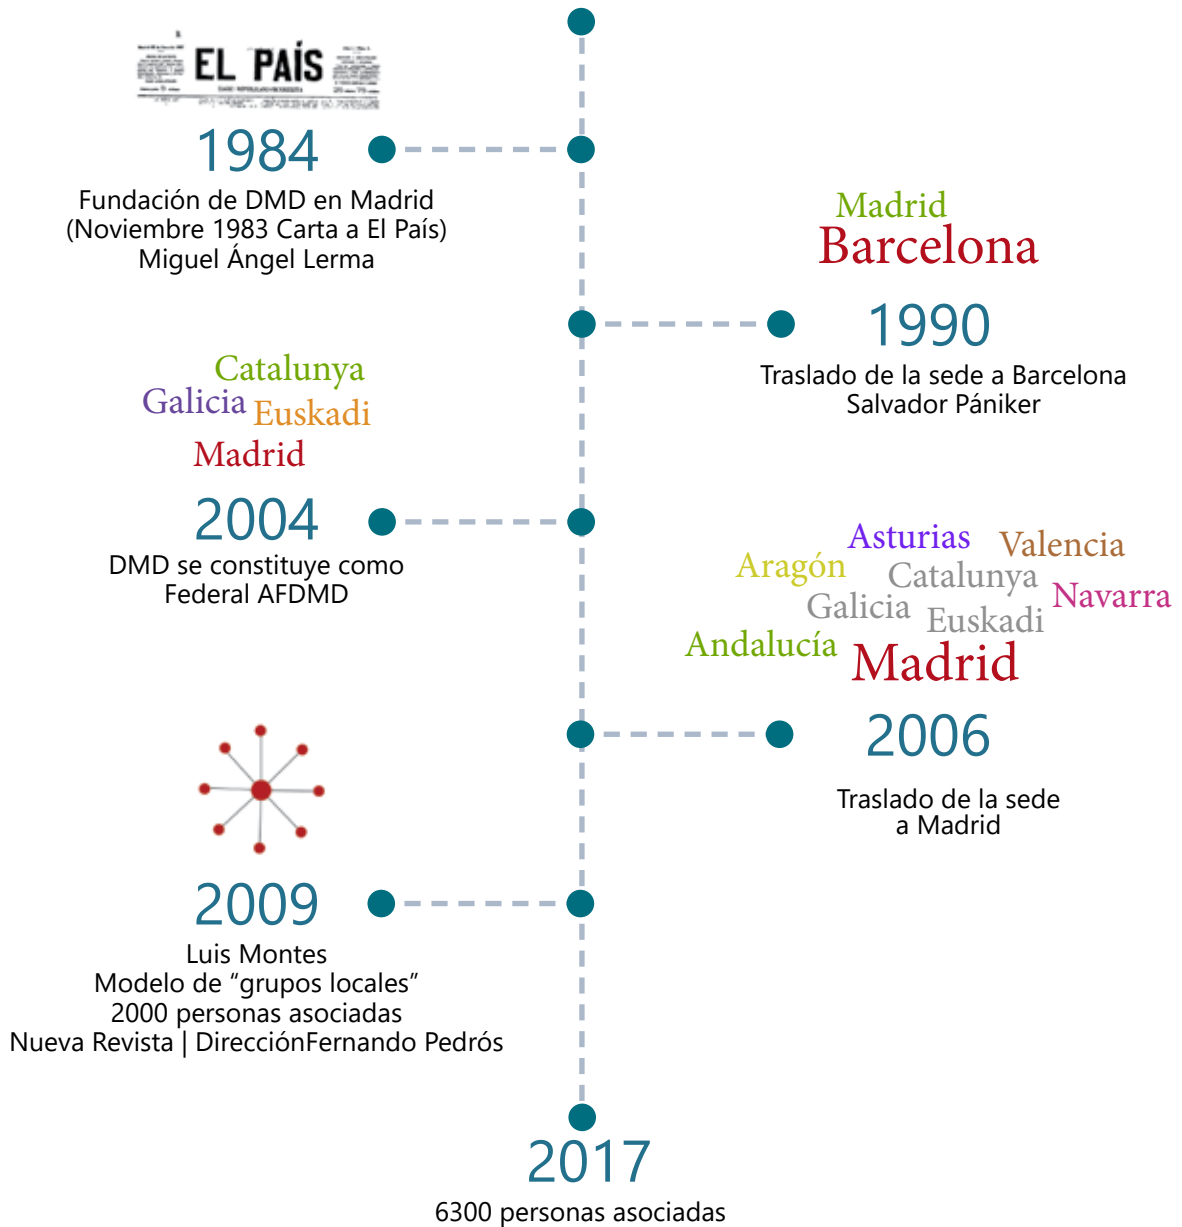 EL PAÍS
1984
Fundación de DMD en Madrid
(Noviembre 1983 Carta a El País)
Miguel Ángel Lerma
Madrid
Barcelona
1990
Traslado de la sede a Barcelona
Salvador Pániker
Catalunya
Galicia
Euskadi
Madrid
2004
DMD se constituye como
Federal AFDMD
Asturias
Valencia
Aragón
Catalunya
Navarra
Galicia
Euskadi
Andalucía
Madrid
2006
Traslado de la sede
a Madrid
2009
Luis Montes
Modelo de “grupos locales”
2000 personas asociadas
Nueva Revista | DirecciónFernando Pedrós
2017
6300 personas asociadas